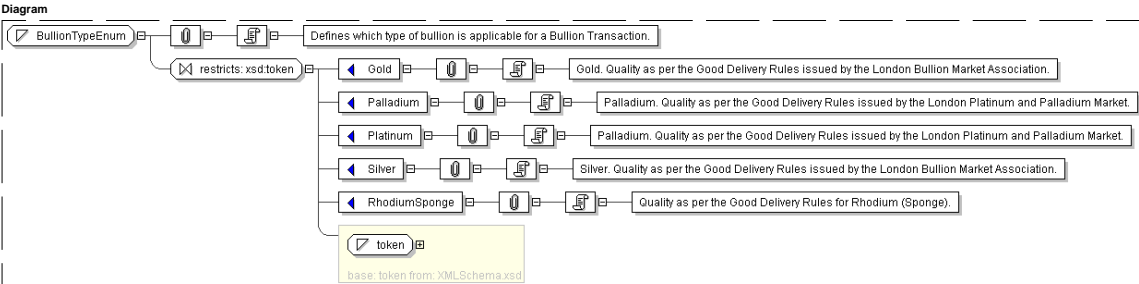 Diagram
BullionTypeEnum
Defines which type of bullion is applicable for a Bullion Transaction.
restricts: xsd:token
Gold
Gold. Quality as per the Good Delivery Rules issued by the London Bullion Market Association.
Palladium
Palladium. Quality as per the Good Delivery Rules issued by the London Platinum and Palladium Market.
Platinum
Palladium. Quality as per the Good Delivery Rules issued by the London Platinum and Palladium Market.
Silver
Silver. Quality as per the Good Delivery Rules issued by the London Bullion Market Association.
RhodiumSponge
Quality as per the Good Delivery Rules for Rhodium (Sponge).
token
base: token from: XMLSchema.xsd